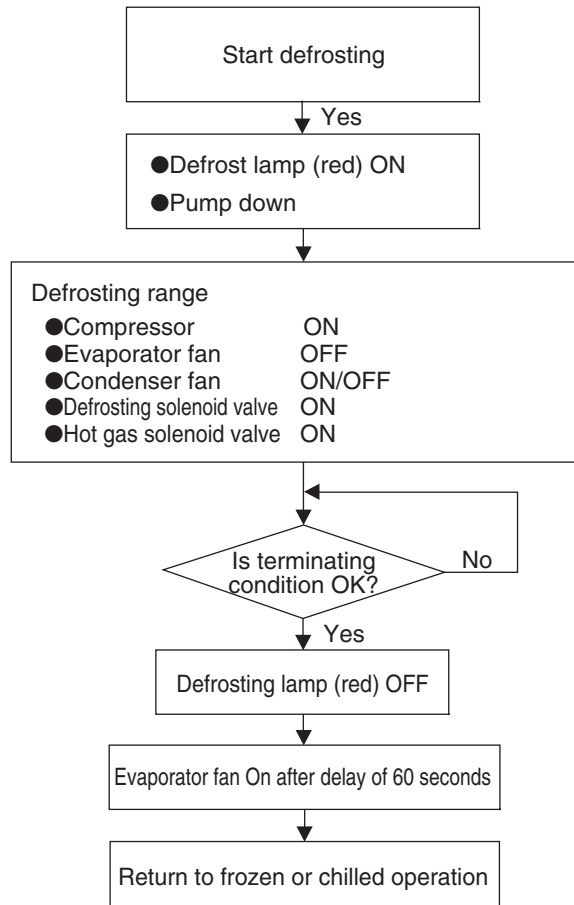 Start defrosting
Yes
●Defrost lamp (red) ON
●Pump down
Defrosting range
●Compressor ON
●Evaporator fan OFF
●Condenser fan ON/OFF
●Defrosting solenoid valve ON
●Hot gas solenoid valve ON
Is terminating
condition OK?
No
Yes
Defrosting lamp (red) OFF
Evaporator fan On after delay of 60 seconds
Return to frozen or chilled operation